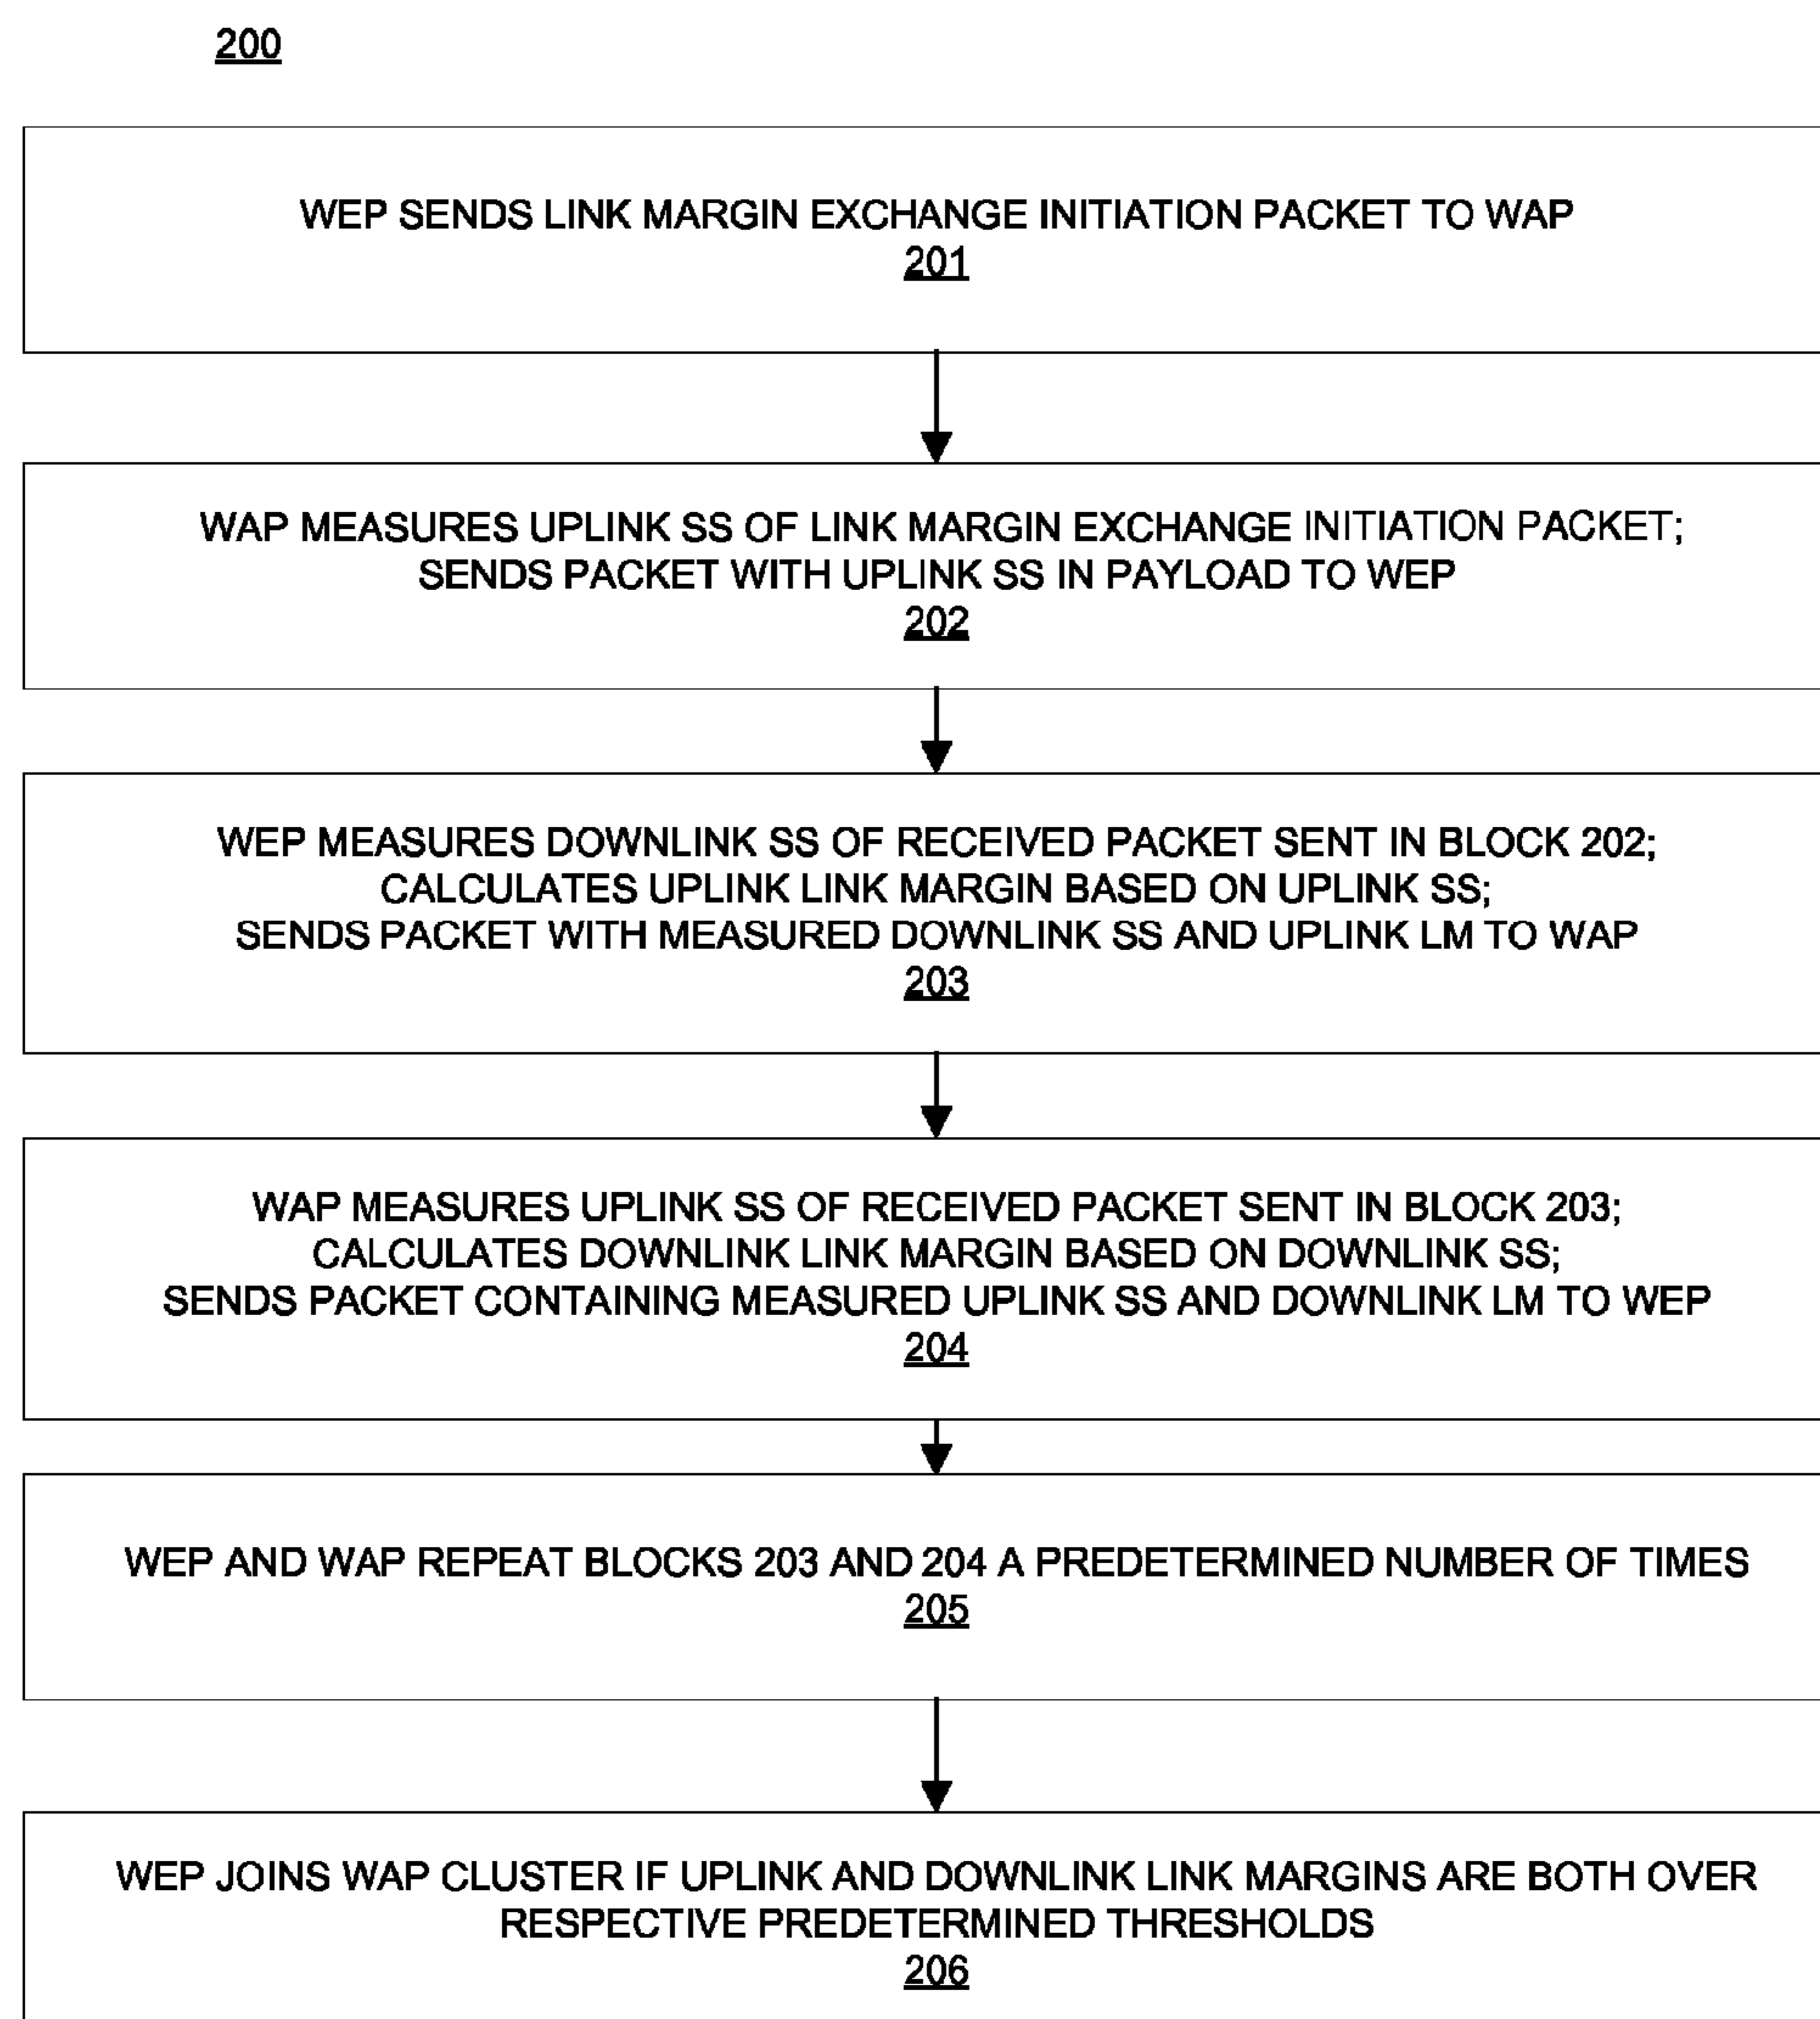 200
WEP SENDS LINK MARGIN EXCHANGE INITIATION PACKET TO WAP
201
WAP MEASURES UPLINK SS OF LINK MARGIN EXCHANGE INITIATION PACKET;
SENDS PACKET WITH UPLINK SS IN PAYLOAD TO WEP
202
WEP MEASURES DOWNLINK SS OF RECEIVED PACKET SENT IN BLOCK 202;
CALCULATES UPLINK LINK MARGIN BASED ON UPLINK SS;
SENDS PACKET WITH MEASURED DOWNLINK SS AND UPLINK LM TO WAP
203
WAP MEASURES UPLINK SS OF RECEIVED PACKET SENT IN BLOCK 203;
CALCULATES DOWNLINK LINK MARGIN BASED ON DOWNLINK SS;
SENDS PACKET CONTAINING MEASURED UPLINK SS AND DOWNLINK LM TO WEP
204
WEP AND WAP REPEAT BLOCKS 203 AND 204 A PREDETERMINED NUMBER OF TIMES
205
WEP JOINS WAP CLUSTER IF UPLINK AND DOWNLINK LINK MARGINS ARE BOTH OVER
RESPECTIVE PREDETERMINED THRESHOLDS
206